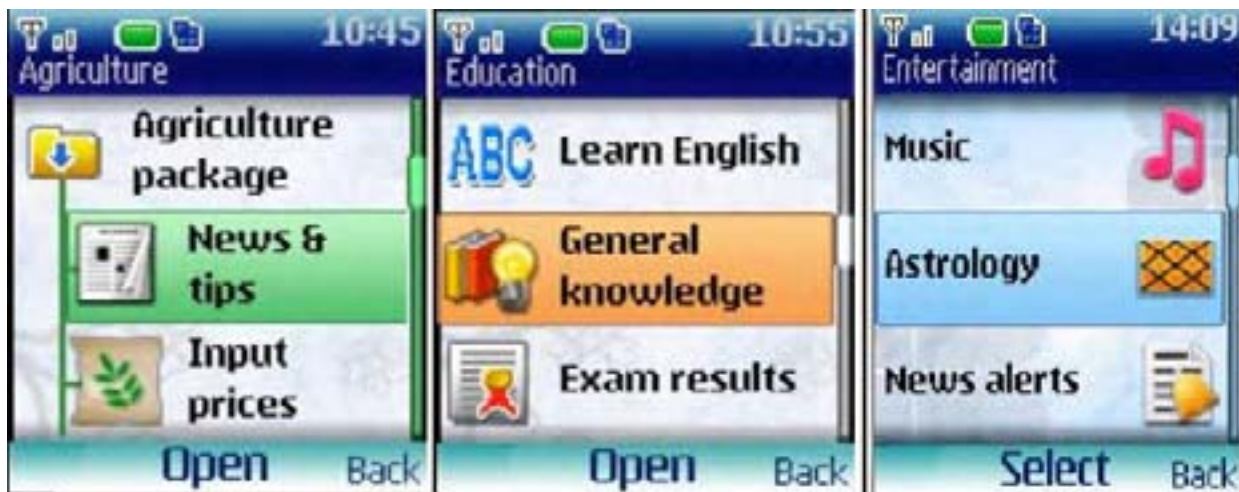 10:45
Agriculture
Agriculture
package
News &
tips
Input
prices
Open Back
10:55
Education
ABC Learn English
General
knowledge
Exam results
Open Back
14:09
Entertainment
Music
Astrology
News alerts
Select Back